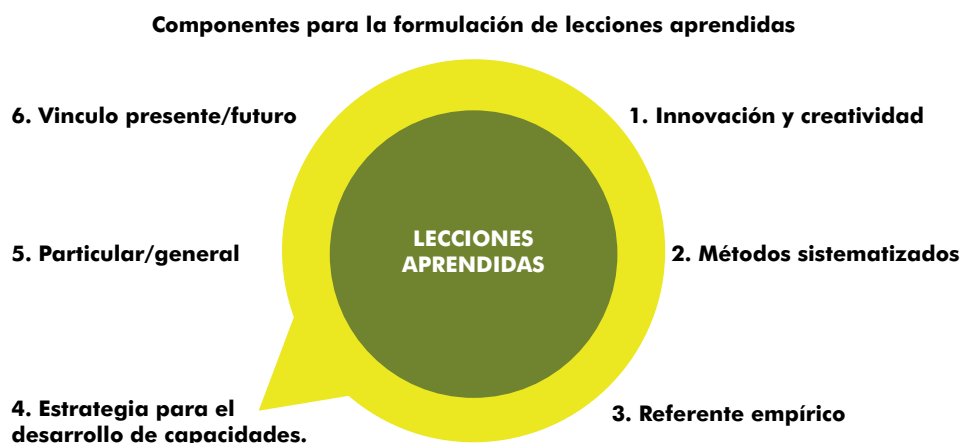 Componentes para la formulación de lecciones aprendidas
6. Vinculo presente/futuro
1. Innovación y creatividad
5. Particular/general
LECCIONES
APRENDIDAS
2. Métodos sistematizados
4. Estrategia para el
desarrollo de capacidades.
3. Referente empírico